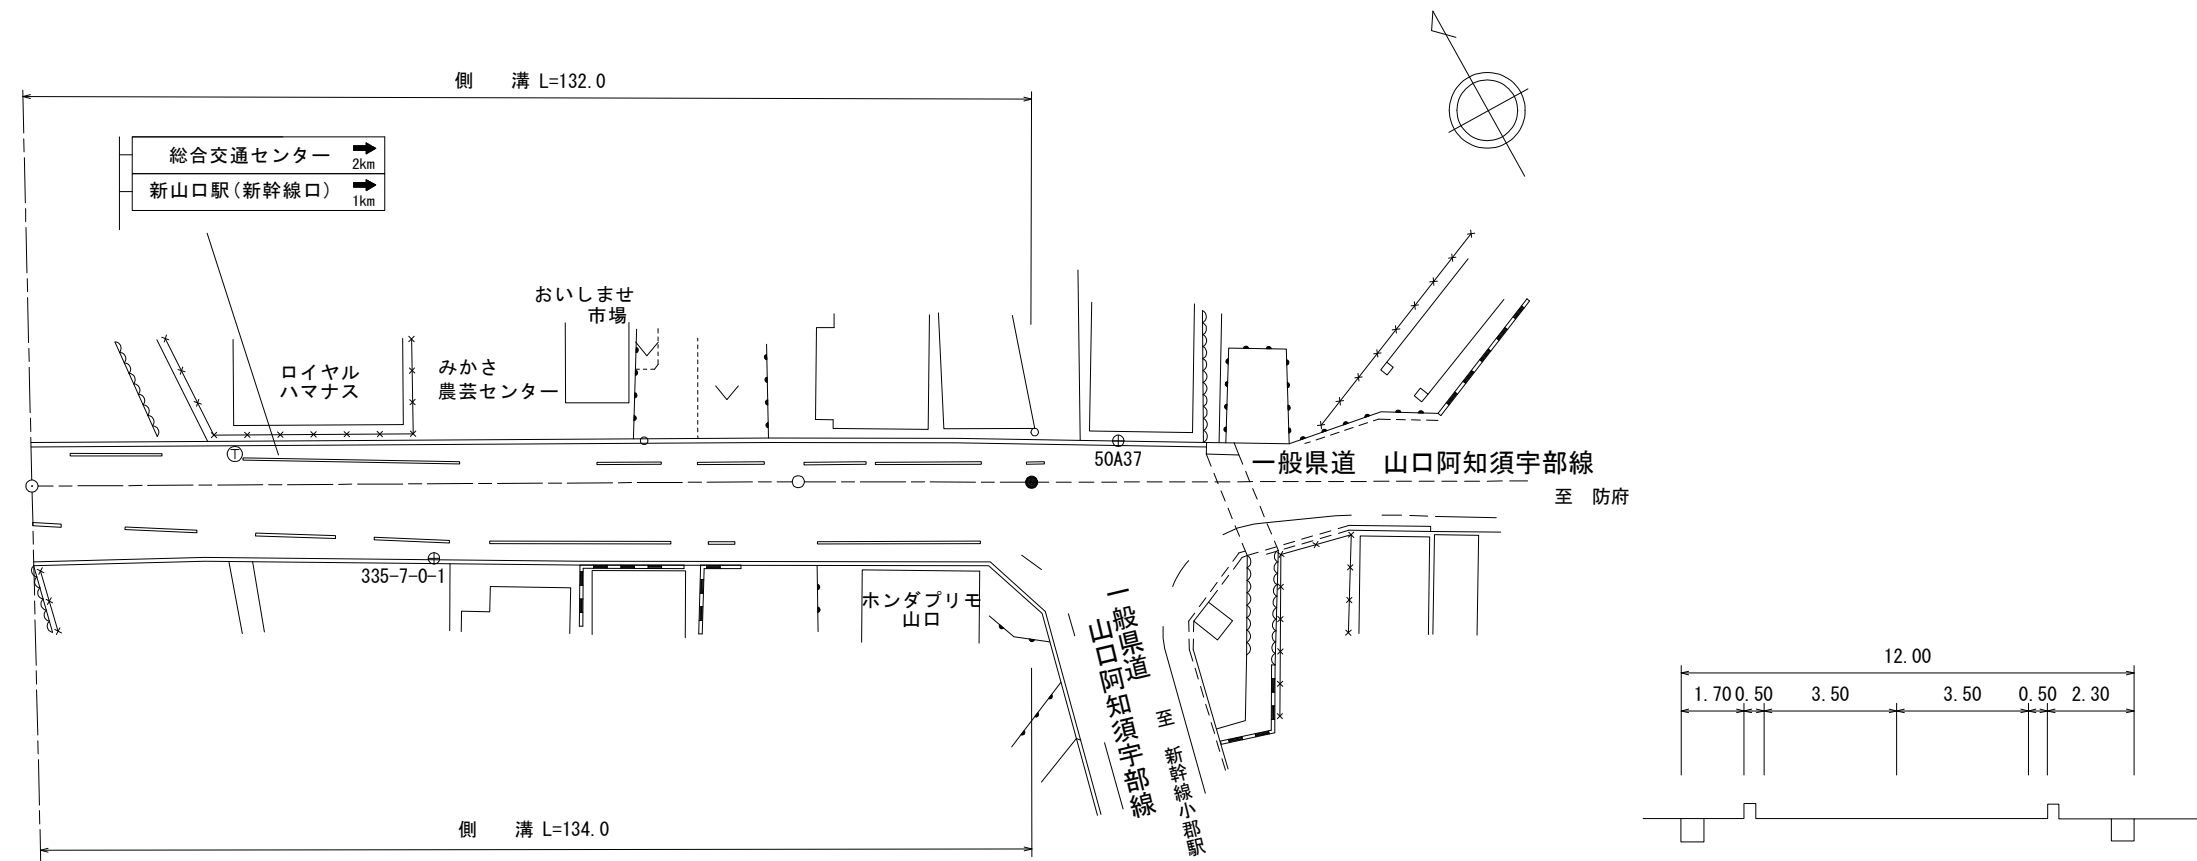 側　溝 L=132.0
総合交通センター 2km
新山口駅(新幹線口) 1km
おいしませ
市場
ロイヤル
ハマナス
みかさ
農芸センター
T
50A37
一般県道　山口阿知須宇部線
至　防府
335-7-0-1
ホンダプリモ
山口
一般県道
山口阿知須宇部線
至　新幹線小郡駅
12.00
1.70 0.50 3.50 3.50 0.50 2.30
側　溝 L=134.0